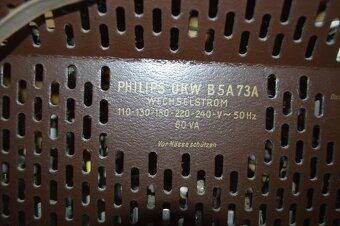 PHILIPS UKW B5A73A
WECHSELSTROM
110-130-150-220-240-V~50Hz
60-VA
Vor Nässe schützen